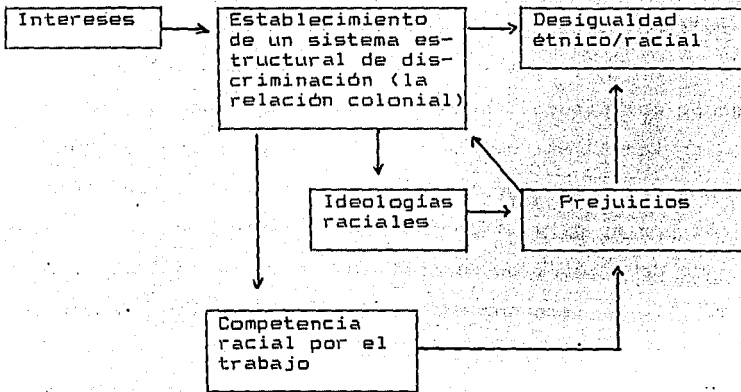 Intereses
Establecimiento
de un sistema es-
tructural de dis-
criminación (la
relación colonial)
Desigualdad
étnico/racial
Ideologías
raciales
Prejuicios
Competencia
racial por el
trabajo